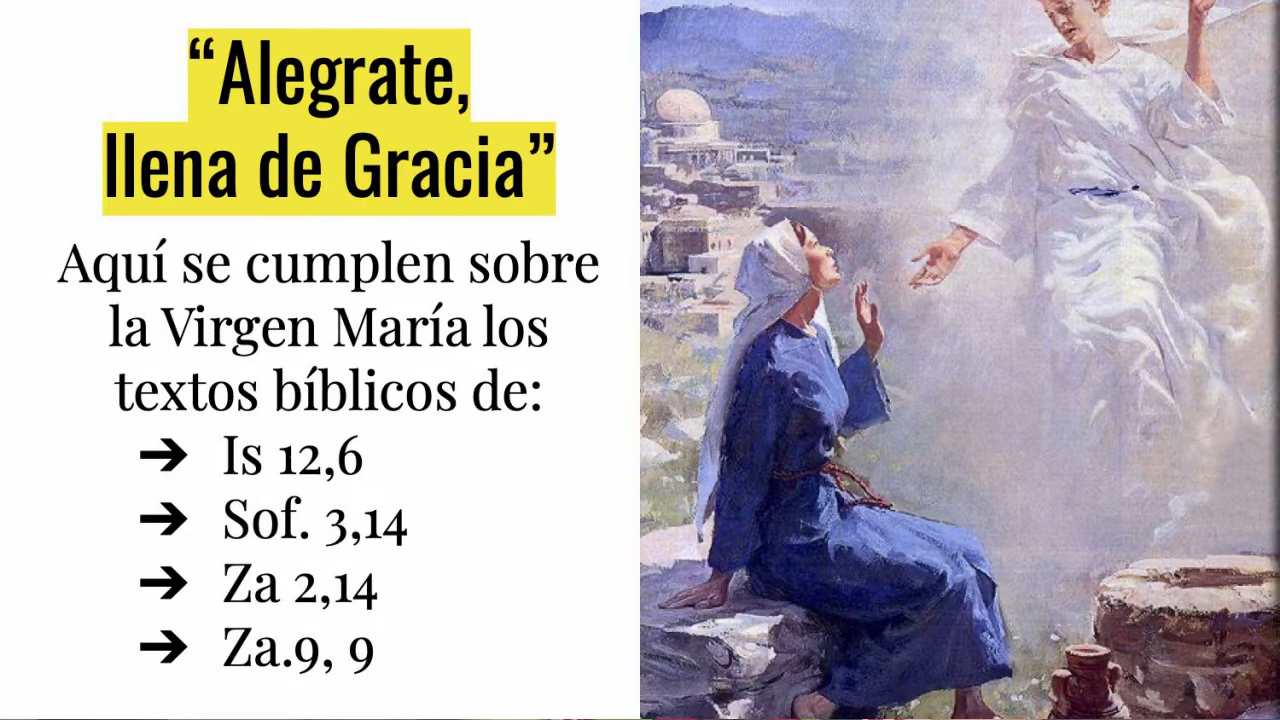 “Alegrate,
llena de Gracia”
Aquí se cumplen sobre
la Virgen María los
textos bíblicos de:
➔ Is 12,6
➔ Sof. 3,14
➔ Za 2,14
➔ Za.9, 9